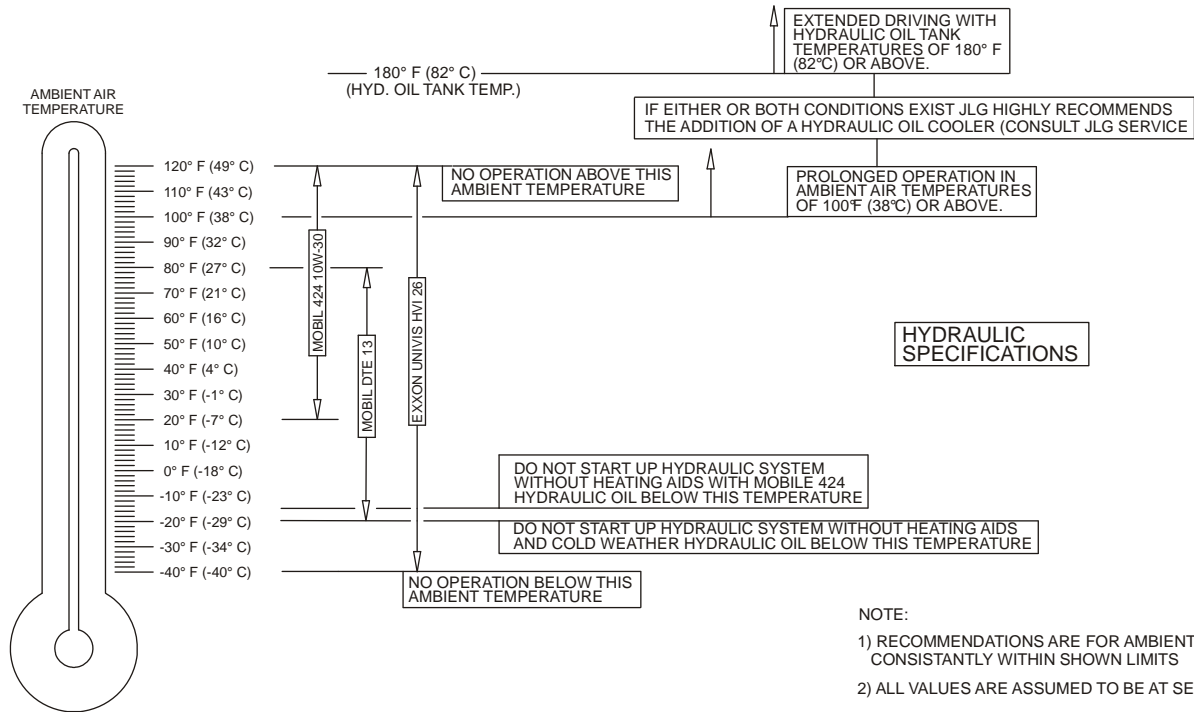 EXTENDED DRIVING WITH
HYDRAULIC OIL TANK
TEMPERATURES OF 180° F
(82°C) OR ABOVE.
180° F (82° C)
(HYD. OIL TANK TEMP.)
AMBIENT AIR
TEMPERATURE
IF EITHER OR BOTH CONDITIONS EXIST JLG HIGHLY RECOMMENDS
THE ADDITION OF A HYDRAULIC OIL COOLER (CONSULT JLG SERVICE
120° F (49° C)
110° F (43° C)
100° F (38° C)
90° F (32° C)
80° F (27° C)
70° F (21° C)
60° F (16° C)
50° F (10° C)
40° F (4° C)
30° F (-1° C)
20° F (-7° C)
10° F (-12° C)
0° F (-18° C)
-10° F (-23° C)
-20° F (-29° C)
-30° F (-34° C)
-40° F (-40° C)
NO OPERATION ABOVE THIS
AMBIENT TEMPERATURE
PROLONGED OPERATION IN
AMBIENT AIR TEMPERATURES
OF 100°F (38°C) OR ABOVE.
MOBIL 424 10W-30
MOBIL DTE 13
EXXON UNIVIS HVI 26
HYDRAULIC
SPECIFICATIONS
DO NOT START UP HYDRAULIC SYSTEM
WITHOUT HEATING AIDS WITH MOBILE 424
HYDRAULIC OIL BELOW THIS TEMPERATURE
DO NOT START UP HYDRAULIC SYSTEM WITHOUT HEATING AIDS
AND COLD WEATHER HYDRAULIC OIL BELOW THIS TEMPERATURE
NO OPERATION BELOW THIS
AMBIENT TEMPERATURE
NOTE:
1) RECOMMENDATIONS ARE FOR AMBIENT
CONSISTANTLY WITHIN SHOWN LIMITS
2) ALL VALUES ARE ASSUMED TO BE AT SE